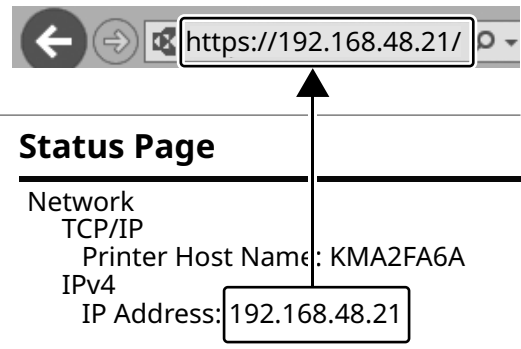 https://192.168.48.21/
Status Page
Network
TCP/IP
Printer Host Name: KMA2FA6A
IPv4
IP Address: 192.168.48.21